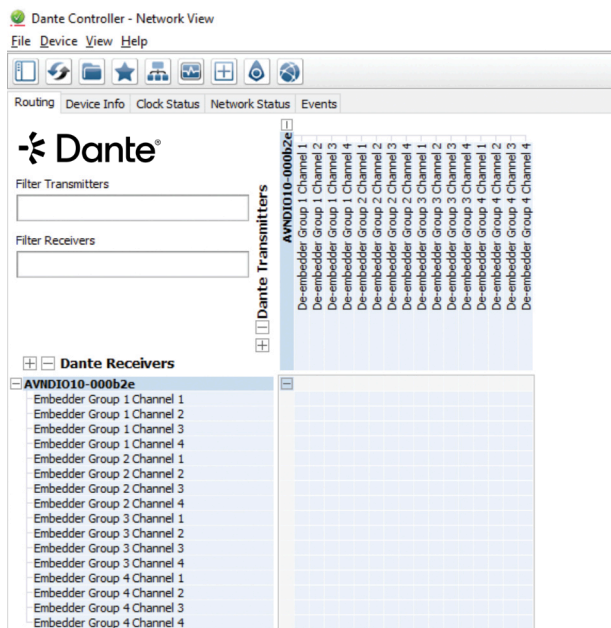 Dante Controller - Network View
File Device View Help
Routing Device Info Clock Status Network Status Events
Dante®
Filter Transmitters
Filter Receivers
Dante Transmitters
AVNDIO10-000b2e
De-embedder Group 1 Channel 1
De-embedder Group 1 Channel 2
De-embedder Group 1 Channel 3
De-embedder Group 1 Channel 4
De-embedder Group 2 Channel 1
De-embedder Group 2 Channel 2
De-embedder Group 2 Channel 3
De-embedder Group 2 Channel 4
De-embedder Group 3 Channel 1
De-embedder Group 3 Channel 2
De-embedder Group 3 Channel 3
De-embedder Group 3 Channel 4
De-embedder Group 4 Channel 1
De-embedder Group 4 Channel 2
De-embedder Group 4 Channel 3
De-embedder Group 4 Channel 4
Dante Receivers
AVNDIO10-000b2e
Embedder Group 1 Channel 1
Embedder Group 1 Channel 2
Embedder Group 1 Channel 3
Embedder Group 1 Channel 4
Embedder Group 2 Channel 1
Embedder Group 2 Channel 2
Embedder Group 2 Channel 3
Embedder Group 2 Channel 4
Embedder Group 3 Channel 1
Embedder Group 3 Channel 2
Embedder Group 3 Channel 3
Embedder Group 3 Channel 4
Embedder Group 4 Channel 1
Embedder Group 4 Channel 2
Embedder Group 4 Channel 3
Embedder Group 4 Channel 4